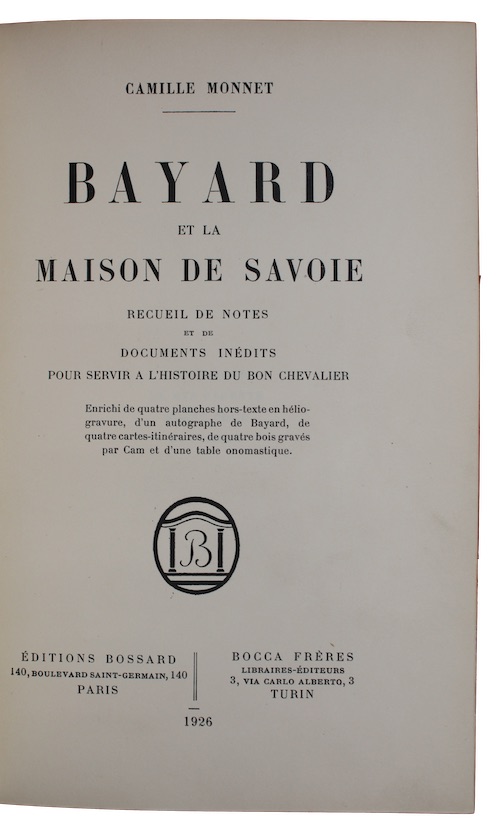 CAMILLE MONNET
BAYARD
ET LA
MAISON DE SAVOIE
RECUEIL DE NOTES
ET DE
DOCUMENTS INÉDITS
POUR SERVIR A L'HISTOIRE DU BON CHEVALIER
Enrichi de quatre planches hors-texte en hélio-
gravure, d'un autographe de Bayard, de
quatre cartes-itinéraires, de quatre bois gravés
par Cam et d'une table onomastique.
B
ÉDITIONS BOSSARD
140, BOULEVARD SAINT-GERMAIN, 140
PARIS
BOCCA FRÈRES
LIBRAIRES-ÉDITEURS
3, VIA CARLO ALBERTO, 3
TURIN
1926